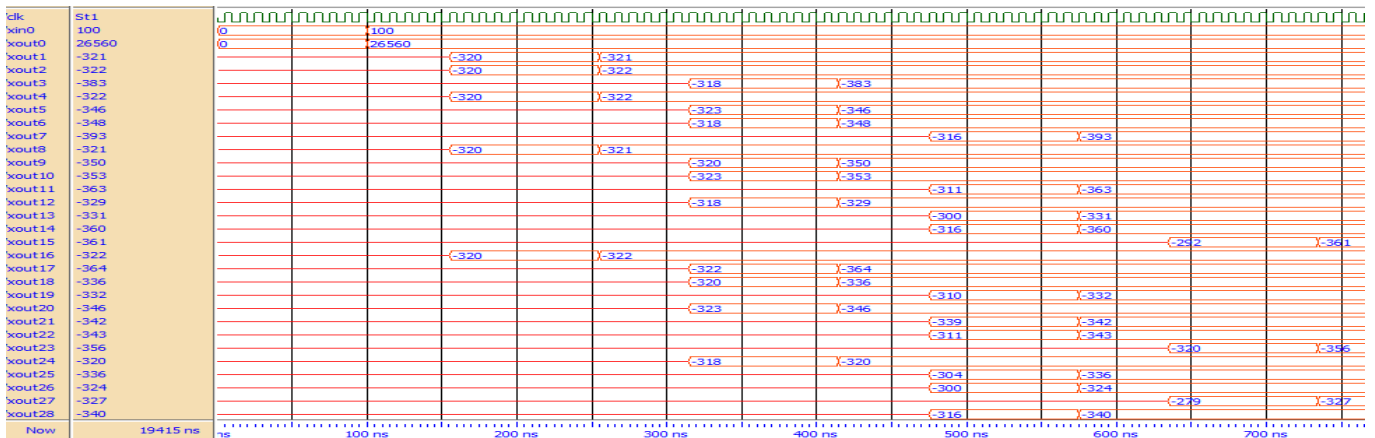 clk St1
xin0 100 0 100
xout0 26560 0 26560
xout1 -321 -320 -321
xout2 -322 -320 -322
xout3 -383 -318 -383
xout4 -322 -320 -322
xout5 -346 -323 -346
xout6 -348 -318 -348
xout7 -393 -316 -393
xout8 -321 -320 -321
xout9 -350 -320 -350
xout10 -353 -323 -353
xout11 -363 -311 -363
xout12 -329 -318 -329
xout13 -331 -300 -331
xout14 -360 -316 -360
xout15 -361 -292 -361
xout16 -322 -320 -322
xout17 -364 -322 -364
xout18 -336 -320 -336
xout19 -332 -310 -332
xout20 -346 -323 -346
xout21 -342 -339 -342
xout22 -343 -311 -343
xout23 -356 -320 -356
xout24 -320 -318 -320
xout25 -336 -304 -336
xout26 -324 -300 -324
xout27 -327 -279 -327
xout28 -340 -316 -340
Now 19415 ns ns 100 ns 200 ns 300 ns 400 ns 500 ns 600 ns 700 ns